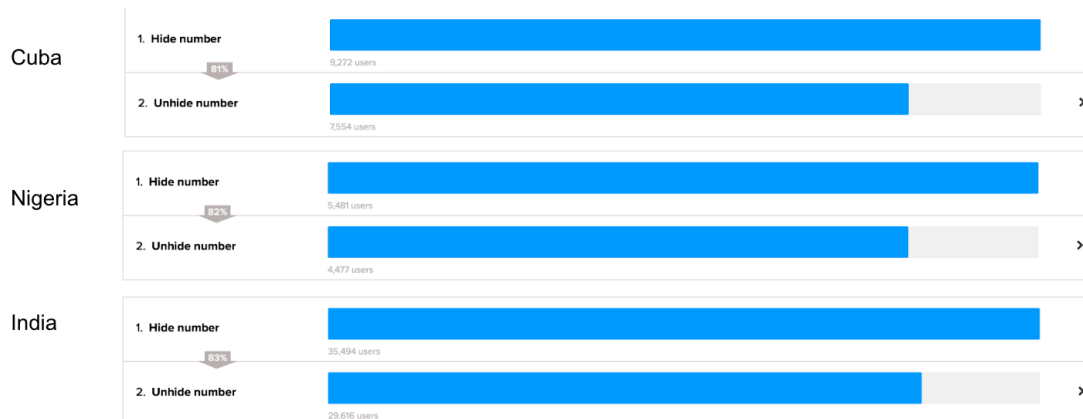 Cuba
1. Hide number
9,272 users
81%
2. Unhide number
7,554 users
Nigeria
1. Hide number
5,481 users
82%
2. Unhide number
4,477 users
India
1. Hide number
35,494 users
83%
2. Unhide number
29,616 users